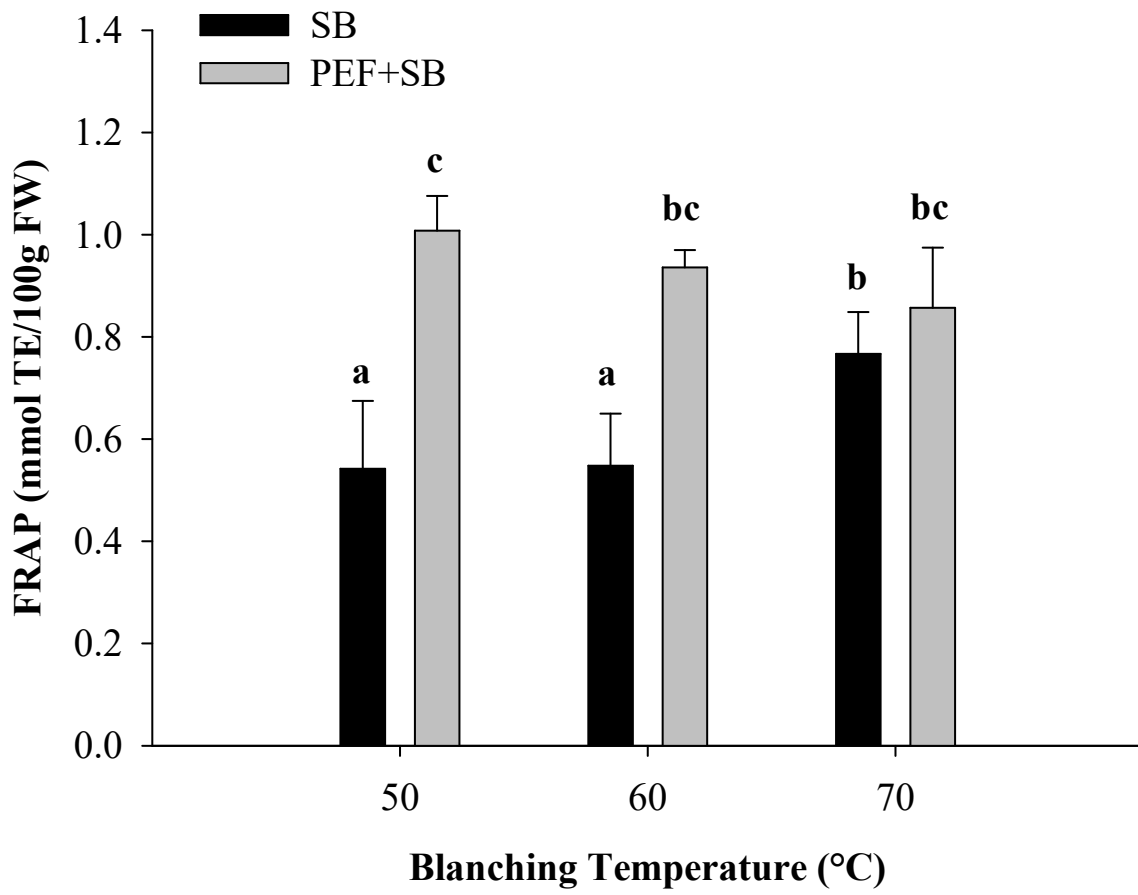 SB
PEF+SB
FRAP (mmol TE/100g FW)
1.4
1.2
1.0
0.8
0.6
0.4
0.2
0.0
a
c
a
bc
b
bc
50
60
70
Blanching Temperature (°C)